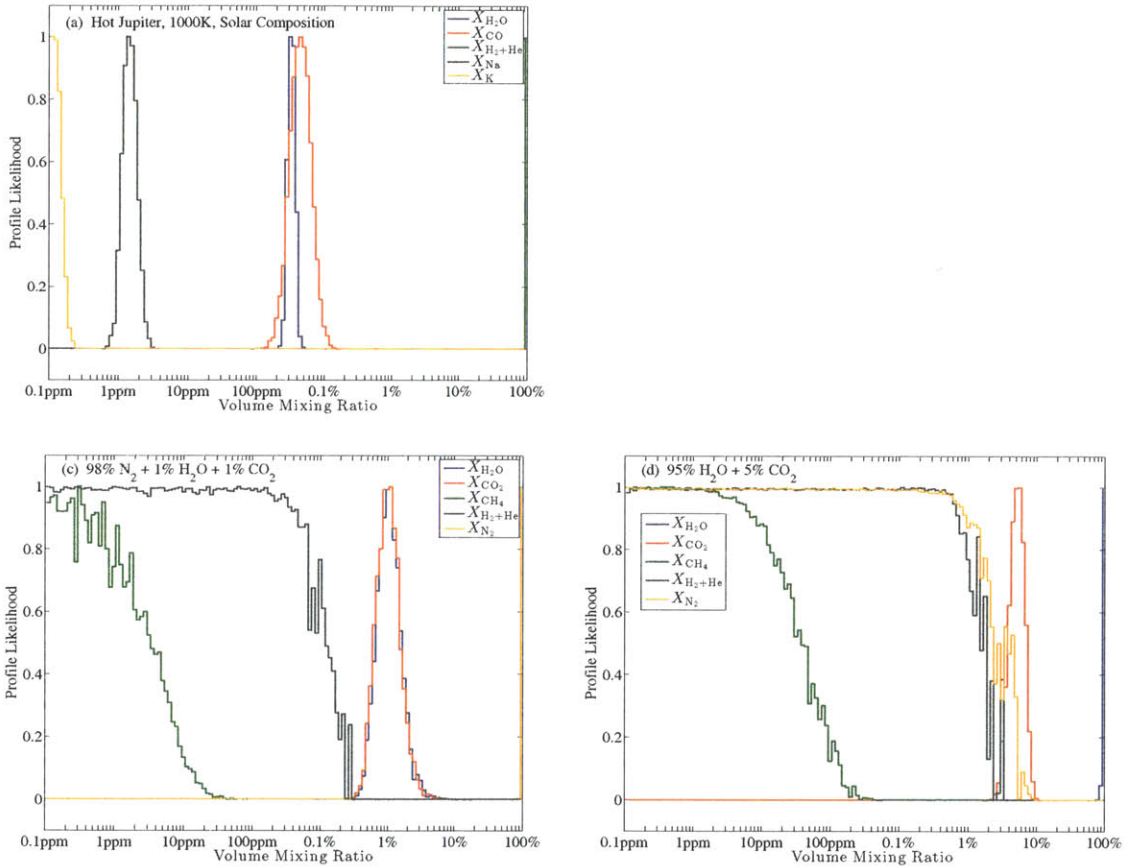 (a) Hot Jupiter, 1000K, Solar Composition
X_H2O
X_CO
X_H2+He
X_Na
X_K
1
0.8
0.6
0.4
0.2
0
Profile Likelihood
0.1ppm 1ppm 10ppm 100ppm 0.1% 1% 10% 100%
Volume Mixing Ratio
(c) 98% N2 + 1% H2O + 1% CO2
X_H2O
X_CO2
X_CH4
X_H2+He
X_N2
1
0.8
0.6
0.4
0.2
0
Profile Likelihood
0.1ppm 1ppm 10ppm 100ppm 0.1% 1% 10% 100%
Volume Mixing Ratio
(d) 95% H2O + 5% CO2
X_H2O
X_CO2
X_CH4
X_H2+He
X_N2
1
0.8
0.6
0.4
0.2
0
Profile Likelihood
0.1ppm 1ppm 10ppm 100ppm 0.1% 1% 10% 100%
Volume Mixing Ratio